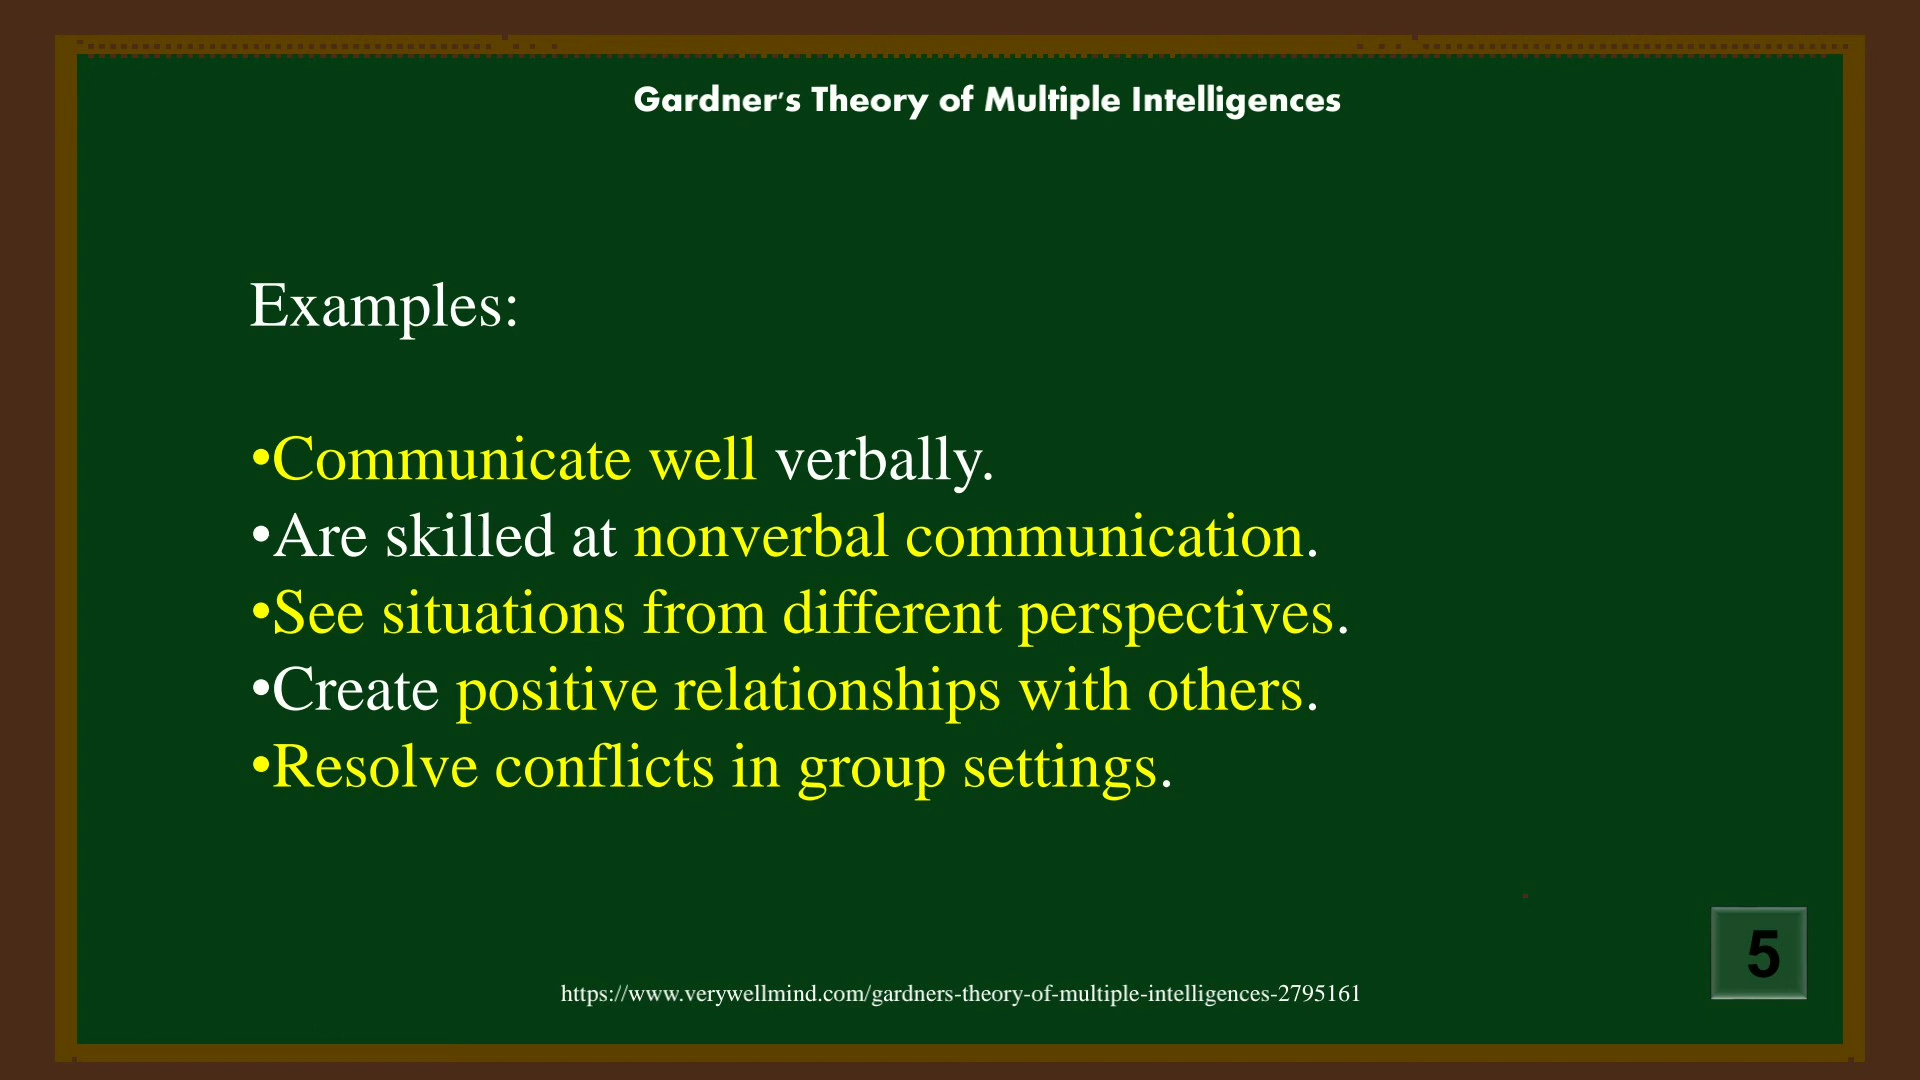 Gardner's Theory of Multiple Intelligences
Examples:
•Communicate well verbally.
•Are skilled at nonverbal communication.
•See situations from different perspectives.
•Create positive relationships with others.
•Resolve conflicts in group settings.
5
https://www.verywellmind.com/gardners-theory-of-multiple-intelligences-2795161